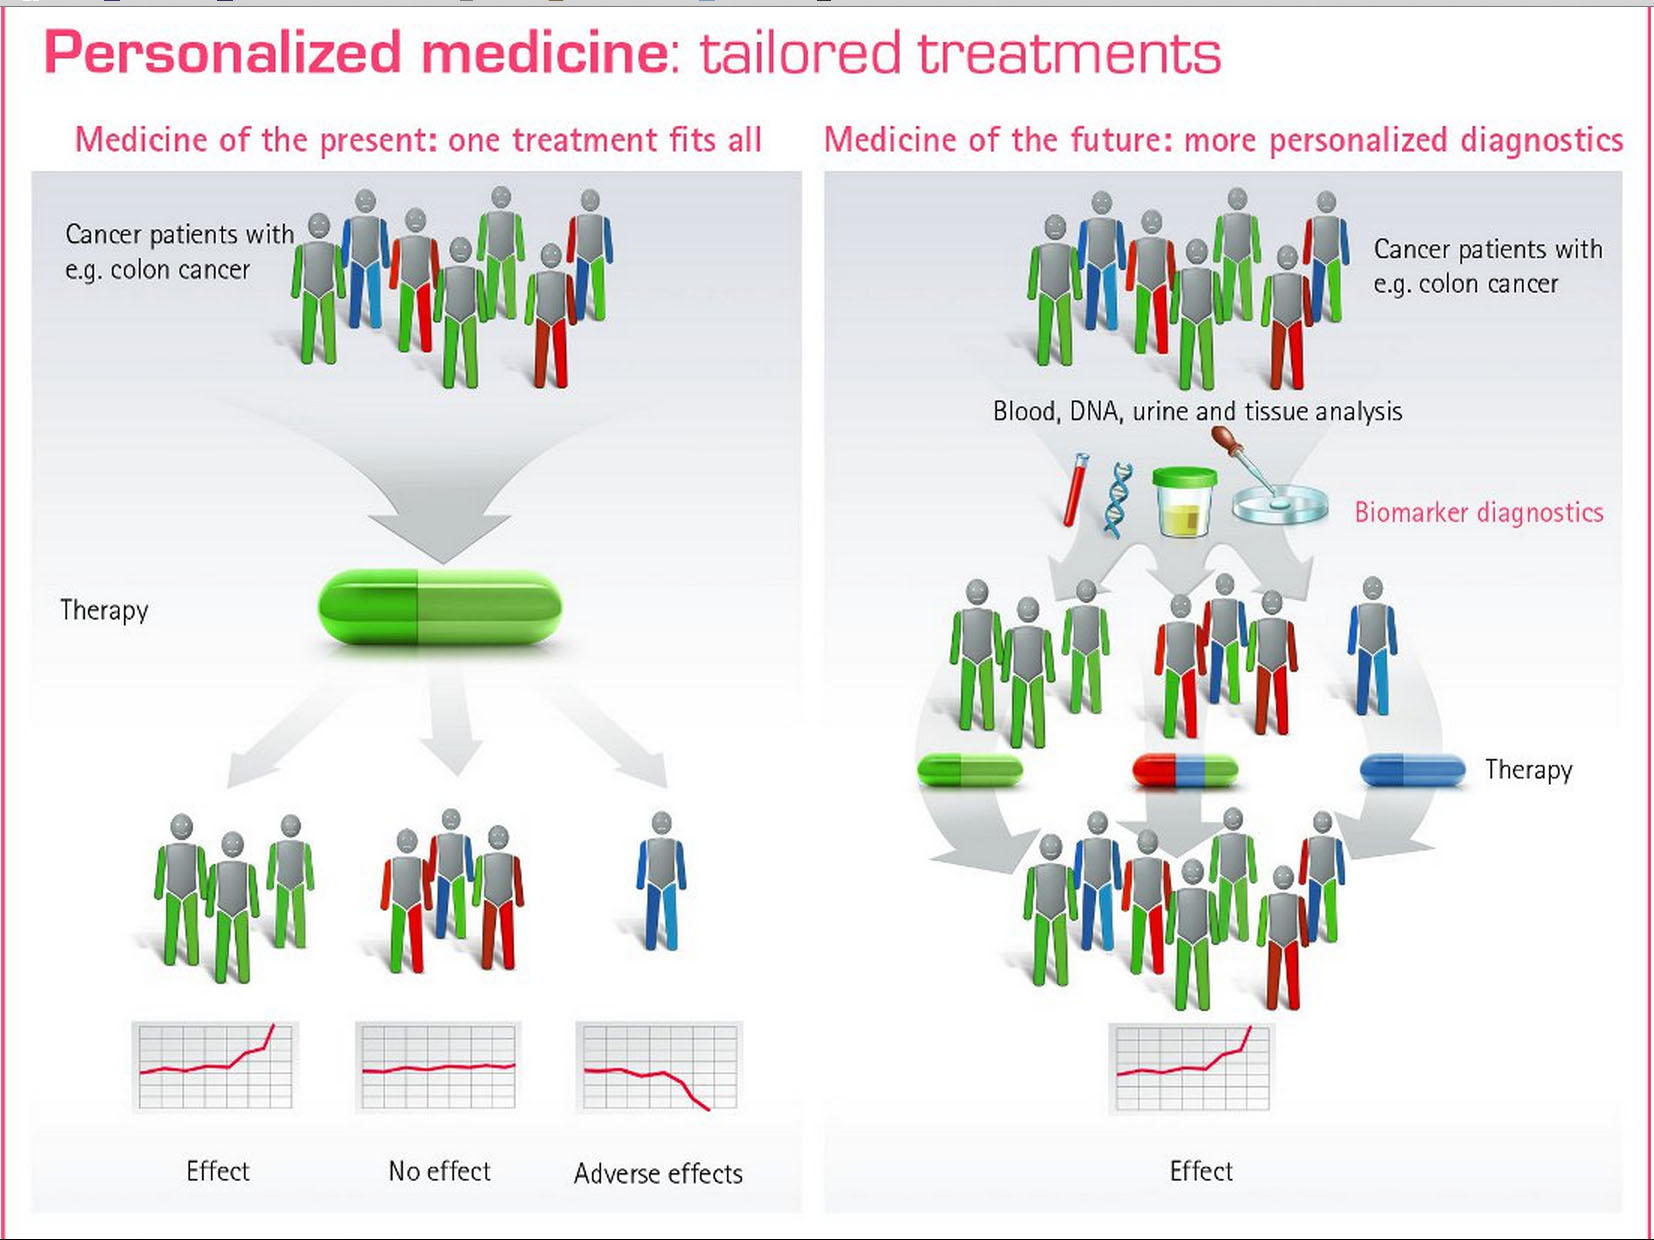 Personalized medicine: tailored treatments
Medicine of the present: one treatment fits all
Cancer patients with
e.g. colon cancer
Therapy
Effect
No effect
Adverse effects
Medicine of the future: more personalized diagnostics
Cancer patients with
e.g. colon cancer
Blood, DNA, urine and tissue analysis
Biomarker diagnostics
Therapy
Effect